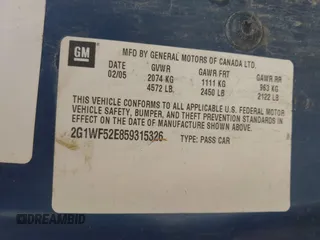 GM
MFD BY GENERAL MOTORS OF CANADA LTD.
DATE GVWR GAWR FRT GAWR RR
02/05 2074 KG 1111 KG 963 KG
4572 LB 2450 LB 2122 LB
THIS VEHICLE CONFORMS TO ALL APPLICABLE U.S. FEDERAL MOTOR
VEHICLE SAFETY, BUMPER, AND THEFT PREVENTION STANDARDS IN
EFFECT ON THE DATE OF MANUFACTURE SHOWN ABOVE.
2G1WF52E859315326 TYPE: PASS CAR
DREAMBID